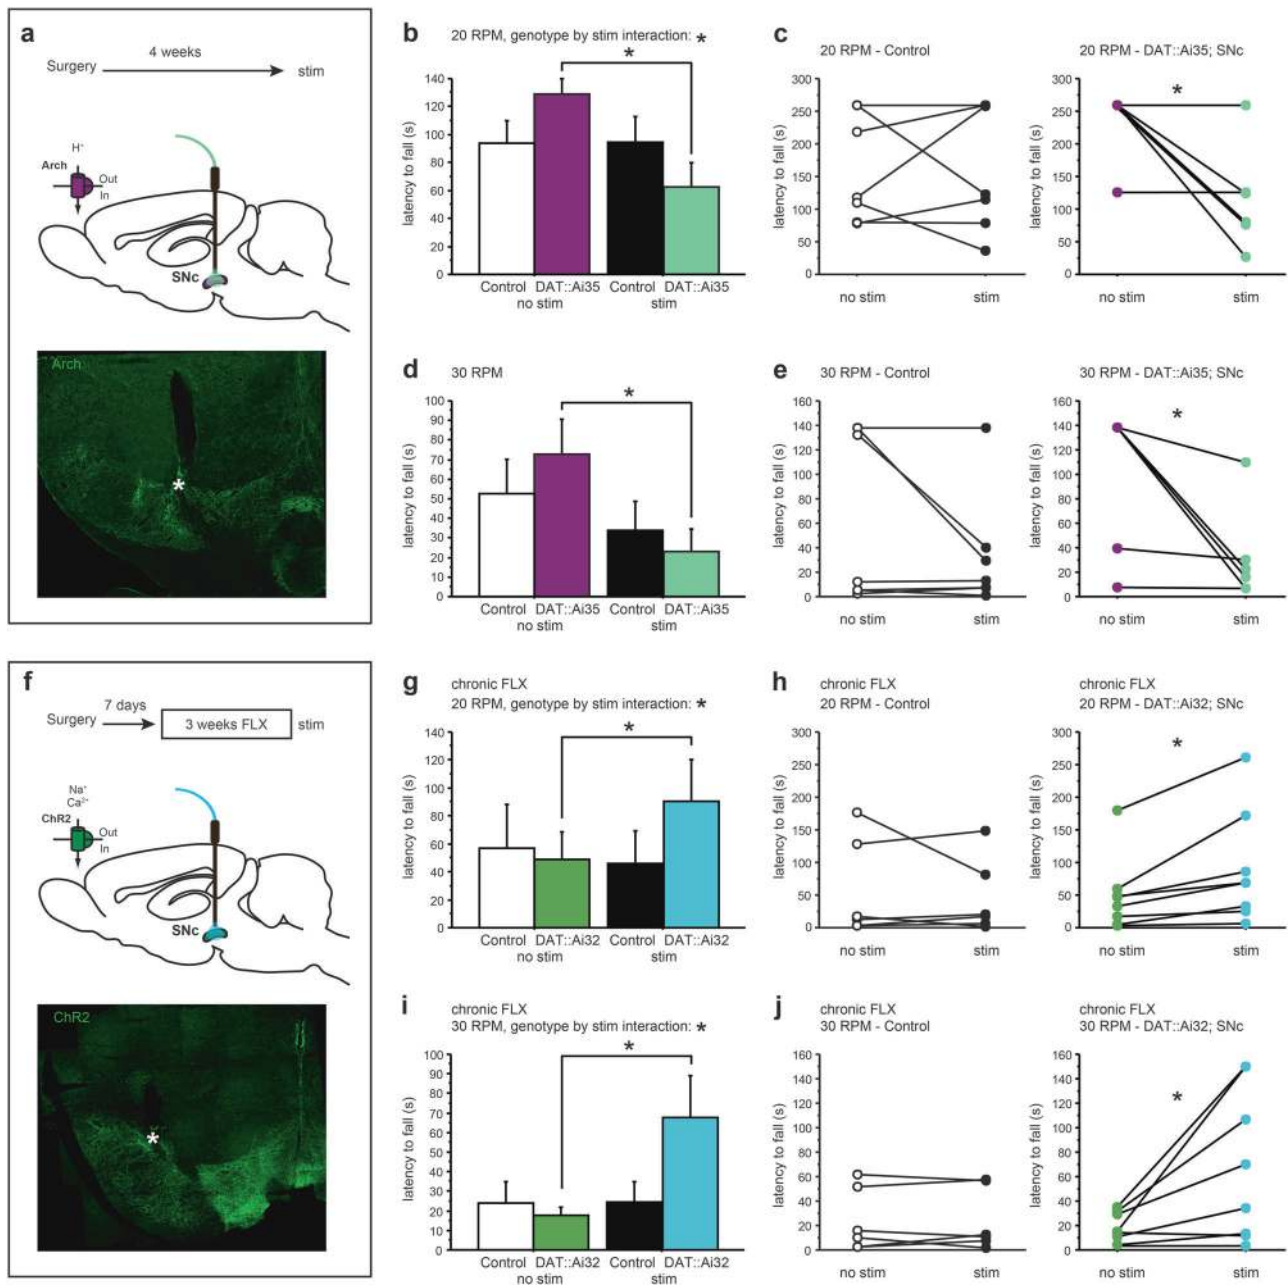 a
Surgery
4 weeks
stim
H⁺
Arch
Out
In
SNc
Arch
*
b
20 RPM, genotype by stim interaction: *
*
latency to fall (s)
140
120
100
80
60
40
20
0
Control DAT::Ai35 Control DAT::Ai35
no stim stim
c
20 RPM - Control
latency to fall (s)
300
250
200
150
100
50
0
no stim stim
20 RPM - DAT::Ai35; SNc
*
latency to fall (s)
300
250
200
150
100
50
0
no stim stim
d
30 RPM
*
latency to fall (s)
100
90
80
70
60
50
40
30
20
10
0
Control DAT::Ai35 Control DAT::Ai35
no stim stim
e
30 RPM - Control
latency to fall (s)
160
140
120
100
80
60
40
20
0
no stim stim
30 RPM - DAT::Ai35; SNc
*
latency to fall (s)
160
140
120
100
80
60
40
20
0
no stim stim
f
Surgery
7 days
3 weeks FLX
stim
Na⁺
Ca²⁺
ChR2
Out
In
SNc
ChR2
*
g
chronic FLX
20 RPM, genotype by stim interaction: *
*
latency to fall (s)
140
120
100
80
60
40
20
0
Control DAT::Ai32 Control DAT::Ai32
no stim stim
h
chronic FLX
20 RPM - Control
latency to fall (s)
300
250
200
150
100
50
0
no stim stim
chronic FLX
20 RPM - DAT::Ai32; SNc
*
latency to fall (s)
300
250
200
150
100
50
0
no stim stim
i
chronic FLX
30 RPM, genotype by stim interaction: *
*
latency to fall (s)
100
90
80
70
60
50
40
30
20
10
0
Control DAT::Ai32 Control DAT::Ai32
no stim stim
j
chronic FLX
30 RPM - Control
latency to fall (s)
160
140
120
100
80
60
40
20
0
no stim stim
chronic FLX
30 RPM - DAT::Ai32; SNc
*
latency to fall (s)
160
140
120
100
80
60
40
20
0
no stim stim